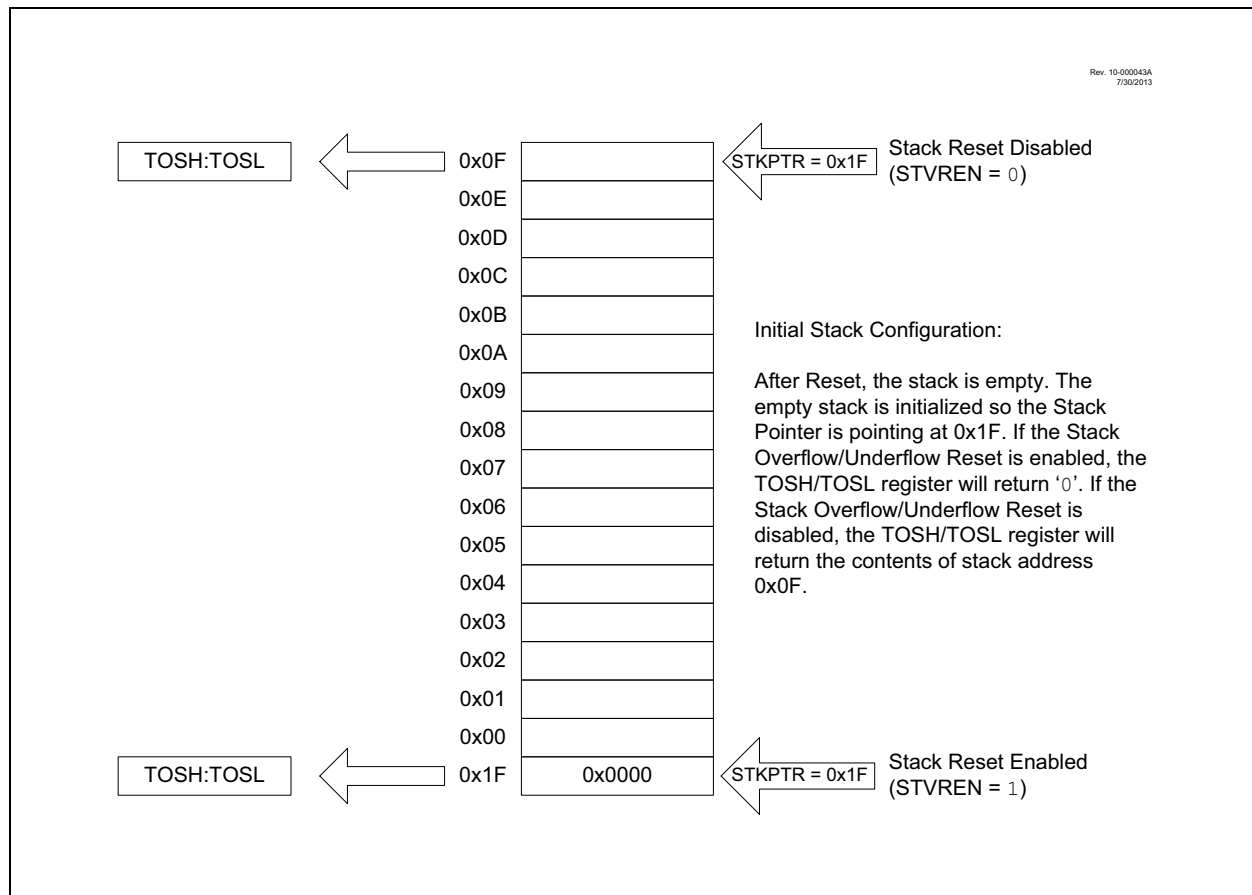 Rev. 10-000043A
7/30/2013
TOSH:TOSL
0x0F
STKPTR = 0x1F
Stack Reset Disabled
(STVREN = 0)
0x0E
0x0D
0x0C
0x0B
0x0A
0x09
0x08
0x07
0x06
0x05
0x04
0x03
0x02
0x01
0x00
Initial Stack Configuration:
After Reset, the stack is empty. The
empty stack is initialized so the Stack
Pointer is pointing at 0x1F. If the Stack
Overflow/Underflow Reset is enabled, the
TOSH/TOSL register will return ‘0’. If the
Stack Overflow/Underflow Reset is
disabled, the TOSH/TOSL register will
return the contents of stack address
0x0F.
TOSH:TOSL
0x1F
0x0000
STKPTR = 0x1F
Stack Reset Enabled
(STVREN = 1)